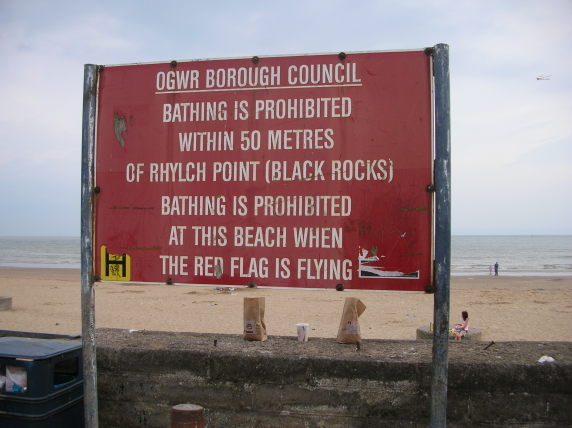 OGWR BOROUGH COUNCIL
BATHING IS PROHIBITED
WITHIN 50 METRES
OF RHYLCH POINT (BLACK ROCKS)
BATHING IS PROHIBITED
AT THIS BEACH WHEN
THE RED FLAG IS FLYING
H